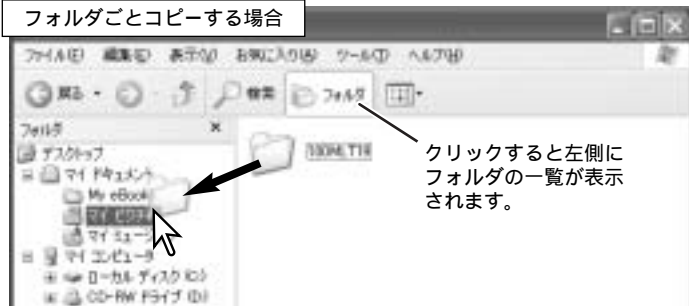 フォルダごとコピーする場合
ファイル(E) 編集(E) 表示(V) お気に入り(A) ツール(T) ヘルプ(H)
戻る 検索 フォルダ
フォルダ ×
デスクトップ
マイ ドキュメント
My eBook
マイ ピクチ
マイ ミュージ
マイ コンピュータ
ローカル ディスク (C:)
CD-RW ドライブ (D:)
クリックすると左側に
フォルダの一覧が表示
されます。